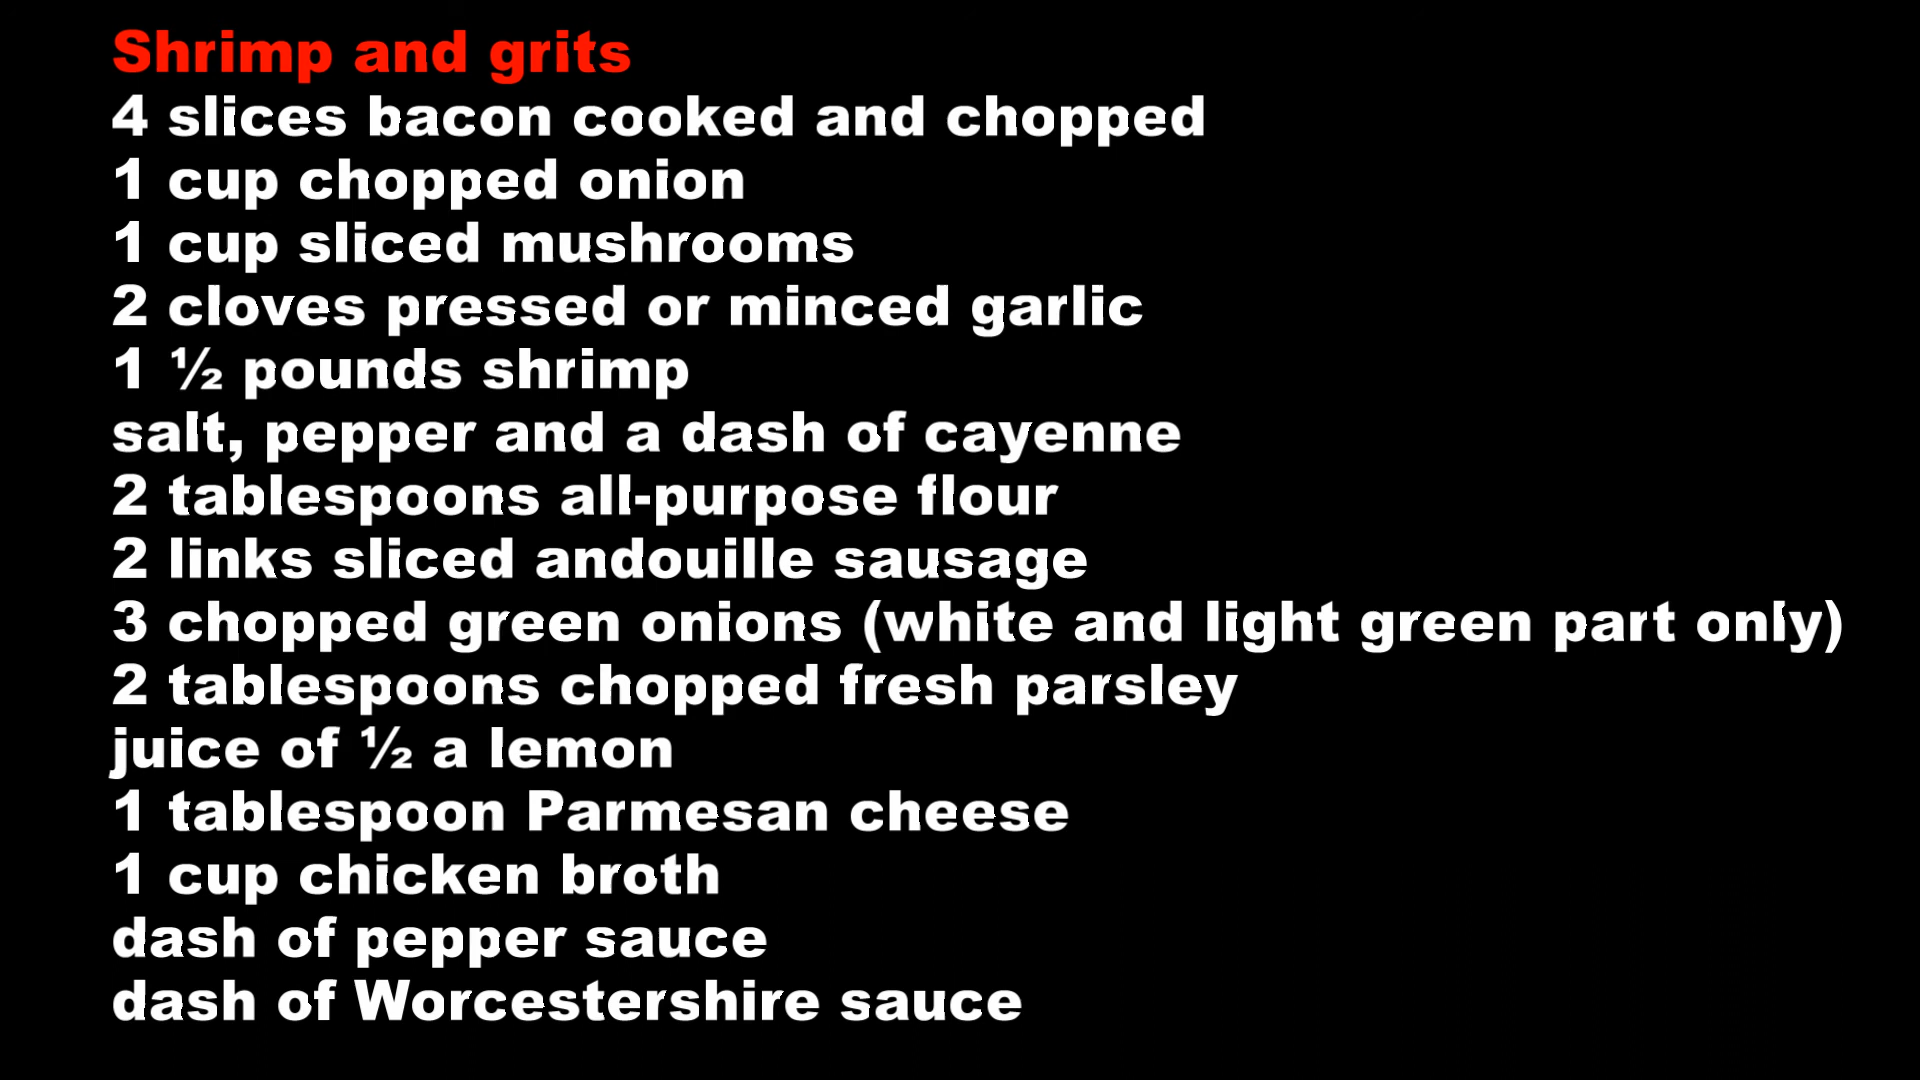 Shrimp and grits
4 slices bacon cooked and chopped
1 cup chopped onion
1 cup sliced mushrooms
2 cloves pressed or minced garlic
1 ½ pounds shrimp
salt, pepper and a dash of cayenne
2 tablespoons all-purpose flour
2 links sliced andouille sausage
3 chopped green onions (white and light green part only)
2 tablespoons chopped fresh parsley
juice of ½ a lemon
1 tablespoon Parmesan cheese
1 cup chicken broth
dash of pepper sauce
dash of Worcestershire sauce